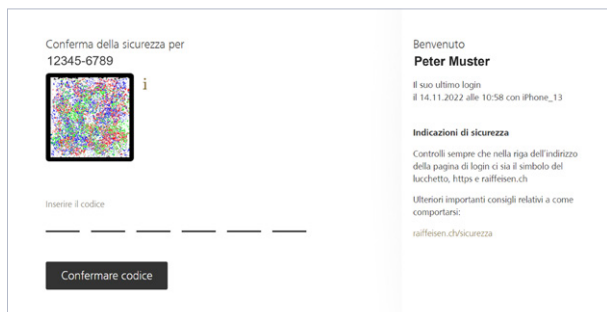 Conferma della sicurezza per
12345-6789
i
Inserire il codice
Confermare codice
Benvenuto
Peter Muster
Il suo ultimo login
il 14.11.2022 alle 10:58 con iPhone_13
Indicazioni di sicurezza
Controlli sempre che nella riga dell'indirizzo
della pagina di login ci sia il simbolo del
lucchetto, https e raiffeisen.ch
Ulteriori importanti consigli relativi a come
comportarsi:
raiffeisen.ch/sicurezza